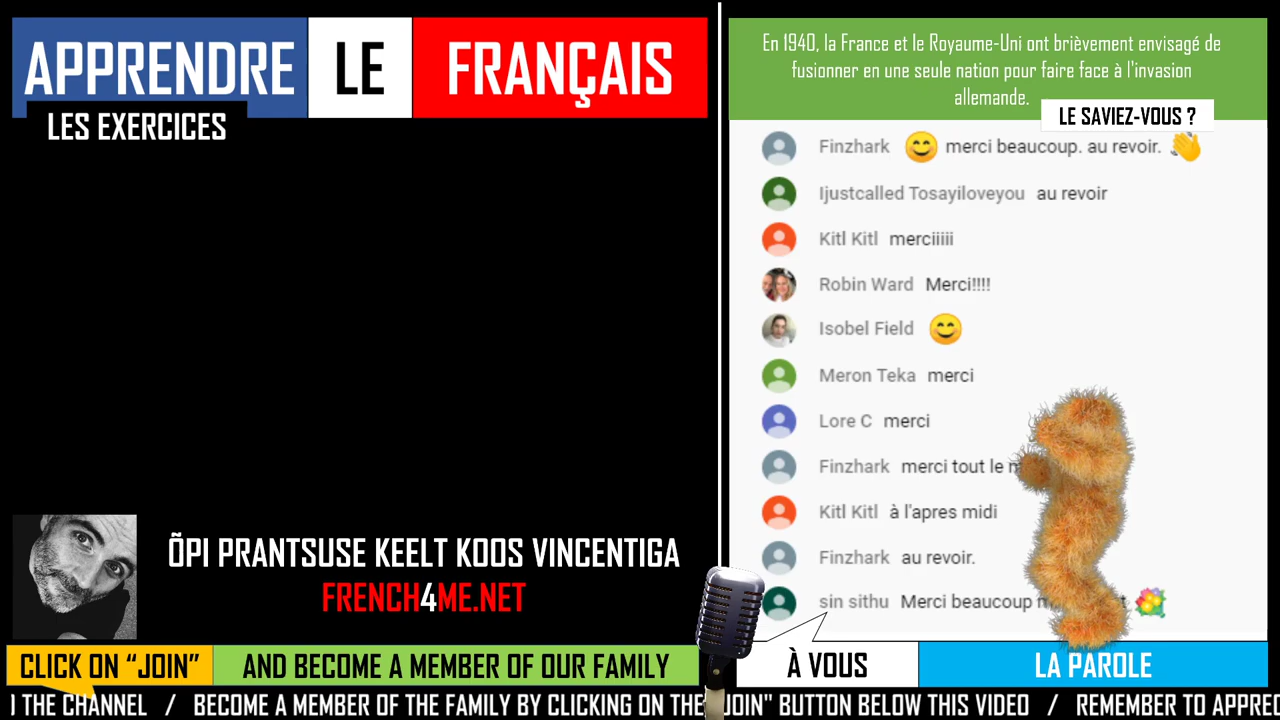 APPRENDRE LE FRANÇAIS
LES EXERCICES
En 1940, la France et le Royaume-Uni ont brièvement envisagé de
fusionner en une seule nation pour faire face à l'invasion
allemande.
LE SAVIEZ-VOUS ?
Finzhark 😊 merci beaucoup. au revoir. 👋
Ijustcalled Tosayiloveyou au revoir
Kitl Kitl merciiiii
Robin Ward Merci!!!!
Isobel Field 😊
Meron Teka merci
Lore C merci
Finzhark merci tout le
Kitl Kitl à l'apres midi
Finzhark au revoir.
sin sithu Merci beaucoup
ÕPI PRANTSUSE KEELT KOOS VINCENTIGA
FRENCH4ME.NET
CLICK ON “JOIN” AND BECOME A MEMBER OF OUR FAMILY
À VOUS LA PAROLE
THE CHANNEL / BECOME A MEMBER OF THE FAMILY BY CLICKING ON THE "JOIN" BUTTON BELOW THIS VIDEO / REMEMBER TO